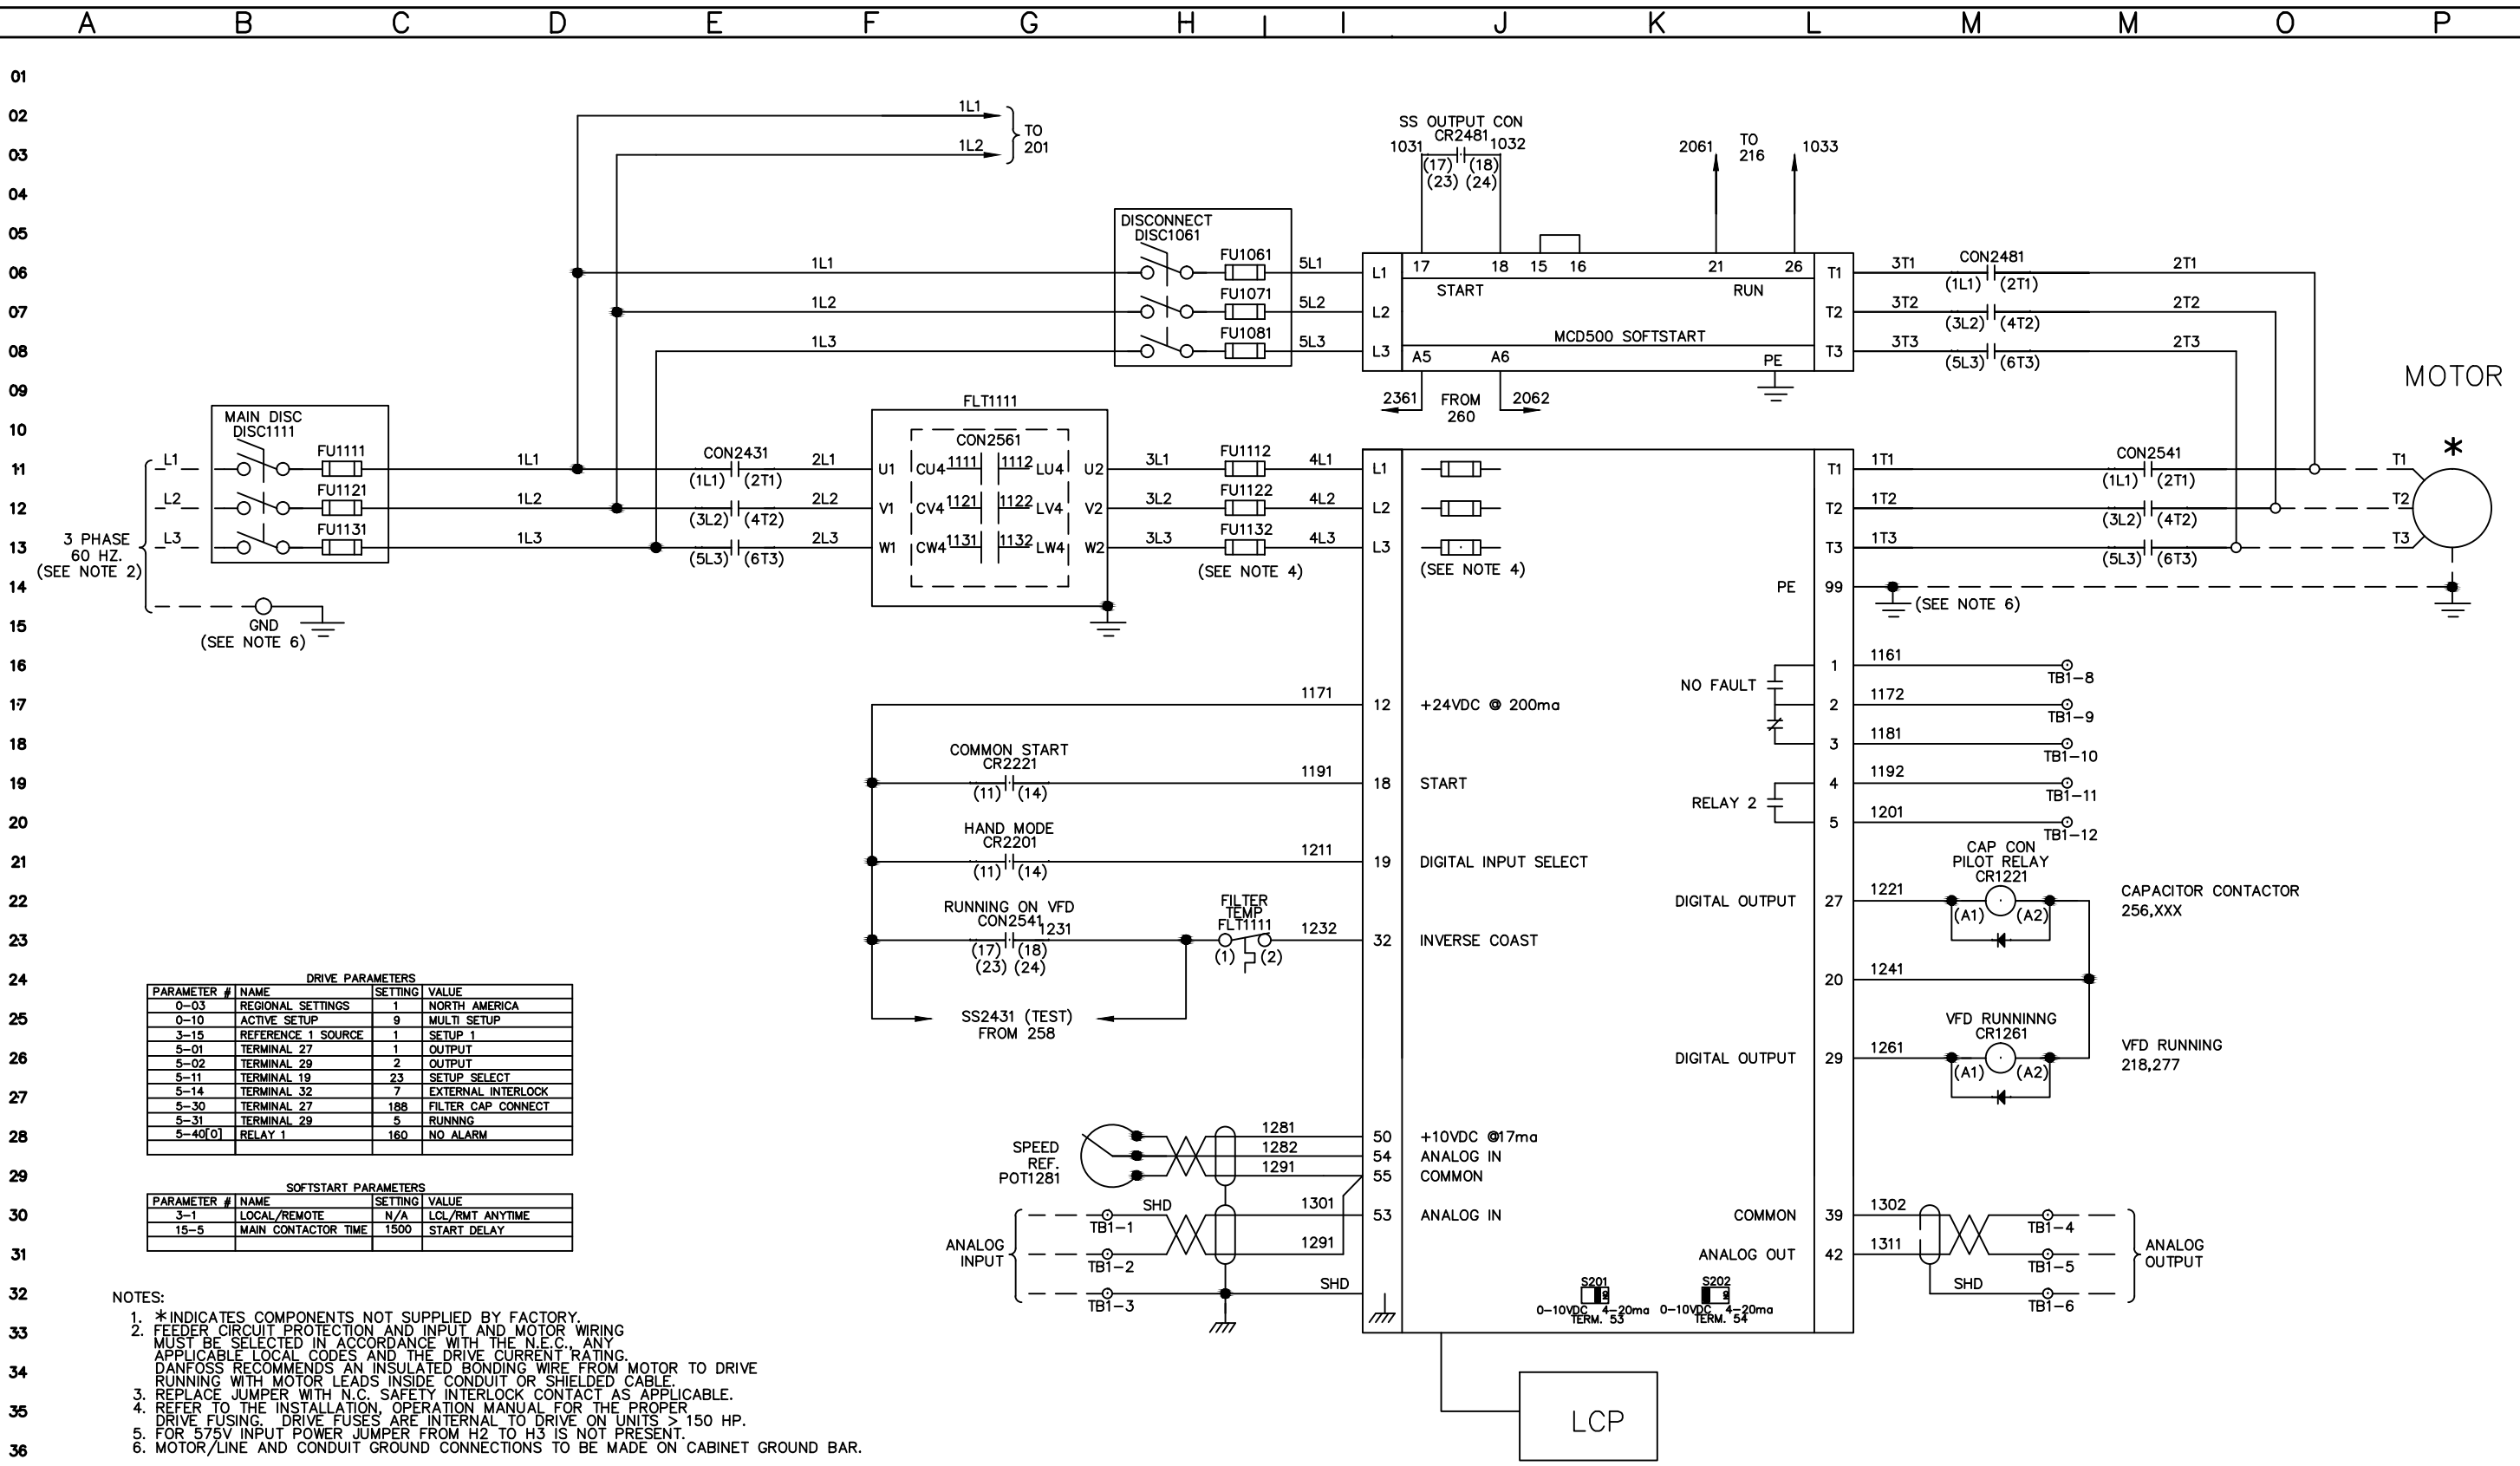 A B C D E F G H I J K L M M O P
01
02
03
04
05
06
07
08
09
10
11
12
13
14
15
16
17
18
19
20
21
22
23
24
25
26
27
28
29
30
31
32
33
34
35
36
1L1
1L2
TO
201
SS OUTPUT CON
CR2481
1031 1032
(17) (18)
(23) (24)
2061 TO
216 1033
DISCONNECT
DISC1061
FU1061
FU1071
FU1081
1L1
1L2
1L3
5L1
5L2
5L3
L1
L2
L3
17 18 15 16 21 26
START RUN
MCD500 SOFTSTART
A5 A6 PE
T1
T2
T3
2361 FROM
260 2062
3T1
3T2
3T3
CON2481
(1L1) (2T1)
(3L2) (4T2)
(5L3) (6T3)
2T1
2T2
2T3
MOTOR
*
MAIN DISC
DISC1111
FU1111
FU1121
FU1131
L1
L2
L3
3 PHASE
60 HZ.
(SEE NOTE 2)
GND
(SEE NOTE 6)
1L1
1L2
1L3
CON2431
(1L1) (2T1)
(3L2) (4T2)
(5L3) (6T3)
2L1
2L2
2L3
FLT1111
CON2561
U1 CU4 1111 1112 LU4 U2
V1 CV4 1121 1122 LV4 V2
W1 CW4 1131 1132 LW4 W2
3L1 FU1112 4L1
3L2 FU1122 4L2
3L3 FU1132 4L3
(SEE NOTE 4)
L1
L2
L3
(SEE NOTE 4)
T1 1T1
T2 1T2
T3 1T3
CON2541
(1L1) (2T1)
(3L2) (4T2)
(5L3) (6T3)
T1
T2
T3
PE 99
(SEE NOTE 6)
1171 12 +24VDC @ 200ma
COMMON START
CR2221
(11) (14)
1191 18 START
HAND MODE
CR2201
(11) (14)
1211 19 DIGITAL INPUT SELECT
RUNNING ON VFD
CON2541
1231
(17) (18)
(23) (24)
FILTER
TEMP
FLT1111
(1) (2)
1232 32 INVERSE COAST
SS2431 (TEST)
FROM 258
NO FAULT
1 1161 TB1-8
2 1172 TB1-9
3 1181 TB1-10
RELAY 2
4 1192 TB1-11
5 1201 TB1-12
CAP CON
PILOT RELAY
CR1221
DIGITAL OUTPUT 27 1221
(A1) (A2)
CAPACITOR CONTACTOR
256,XXX
20 1241
VFD RUNNINNG
CR1261
DIGITAL OUTPUT 29 1261
(A1) (A2)
VFD RUNNING
218,277
SPEED
REF.
POT1281
1281 50 +10VDC @17ma
1282 54 ANALOG IN
1291 55 COMMON
ANALOG
INPUT
TB1-1
TB1-2
TB1-3
SHD
1301 53 ANALOG IN
1291
SHD
COMMON 39 1302
ANALOG OUT 42 1311
SHD
TB1-4
TB1-5
TB1-6
ANALOG
OUTPUT
S201
0-10VDC 4-20ma
TERM. 53
S202
0-10VDC 4-20ma
TERM. 54
LCP
DRIVE PARAMETERS
PARAMETER # NAME SETTING VALUE
0-03 REGIONAL SETTINGS 1 NORTH AMERICA
0-10 ACTIVE SETUP 9 MULTI SETUP
3-15 REFERENCE 1 SOURCE 1 SETUP 1
5-01 TERMINAL 27 1 OUTPUT
5-02 TERMINAL 29 2 OUTPUT
5-11 TERMINAL 19 23 SETUP SELECT
5-14 TERMINAL 32 7 EXTERNAL INTERLOCK
5-30 TERMINAL 27 188 FILTER CAP CONNECT
5-31 TERMINAL 29 5 RUNNNG
5-40[0] RELAY 1 160 NO ALARM
SOFTSTART PARAMETERS
PARAMETER # NAME SETTING VALUE
3-1 LOCAL/REMOTE N/A LCL/RMT ANYTIME
15-5 MAIN CONTACTOR TIME 1500 START DELAY
NOTES:
1. *INDICATES COMPONENTS NOT SUPPLIED BY FACTORY.
2. FEEDER CIRCUIT PROTECTION AND INPUT AND MOTOR WIRING
MUST BE SELECTED IN ACCORDANCE WITH THE N.E.C., ANY
APPLICABLE LOCAL CODES AND THE DRIVE CURRENT RATING.
DANFOSS RECOMMENDS AN INSULATED BONDING WIRE FROM MOTOR TO DRIVE
RUNNING WITH MOTOR LEADS INSIDE CONDUIT OR SHIELDED CABLE.
3. REPLACE JUMPER WITH N.C. SAFETY INTERLOCK CONTACT AS APPLICABLE.
4. REFER TO THE INSTALLATION, OPERATION MANUAL FOR THE PROPER
DRIVE FUSING. DRIVE FUSES ARE INTERNAL TO DRIVE ON UNITS > 150 HP.
5. FOR 575V INPUT POWER JUMPER FROM H2 TO H3 IS NOT PRESENT.
6. MOTOR/LINE AND CONDUIT GROUND CONNECTIONS TO BE MADE ON CABINET GROUND BAR.